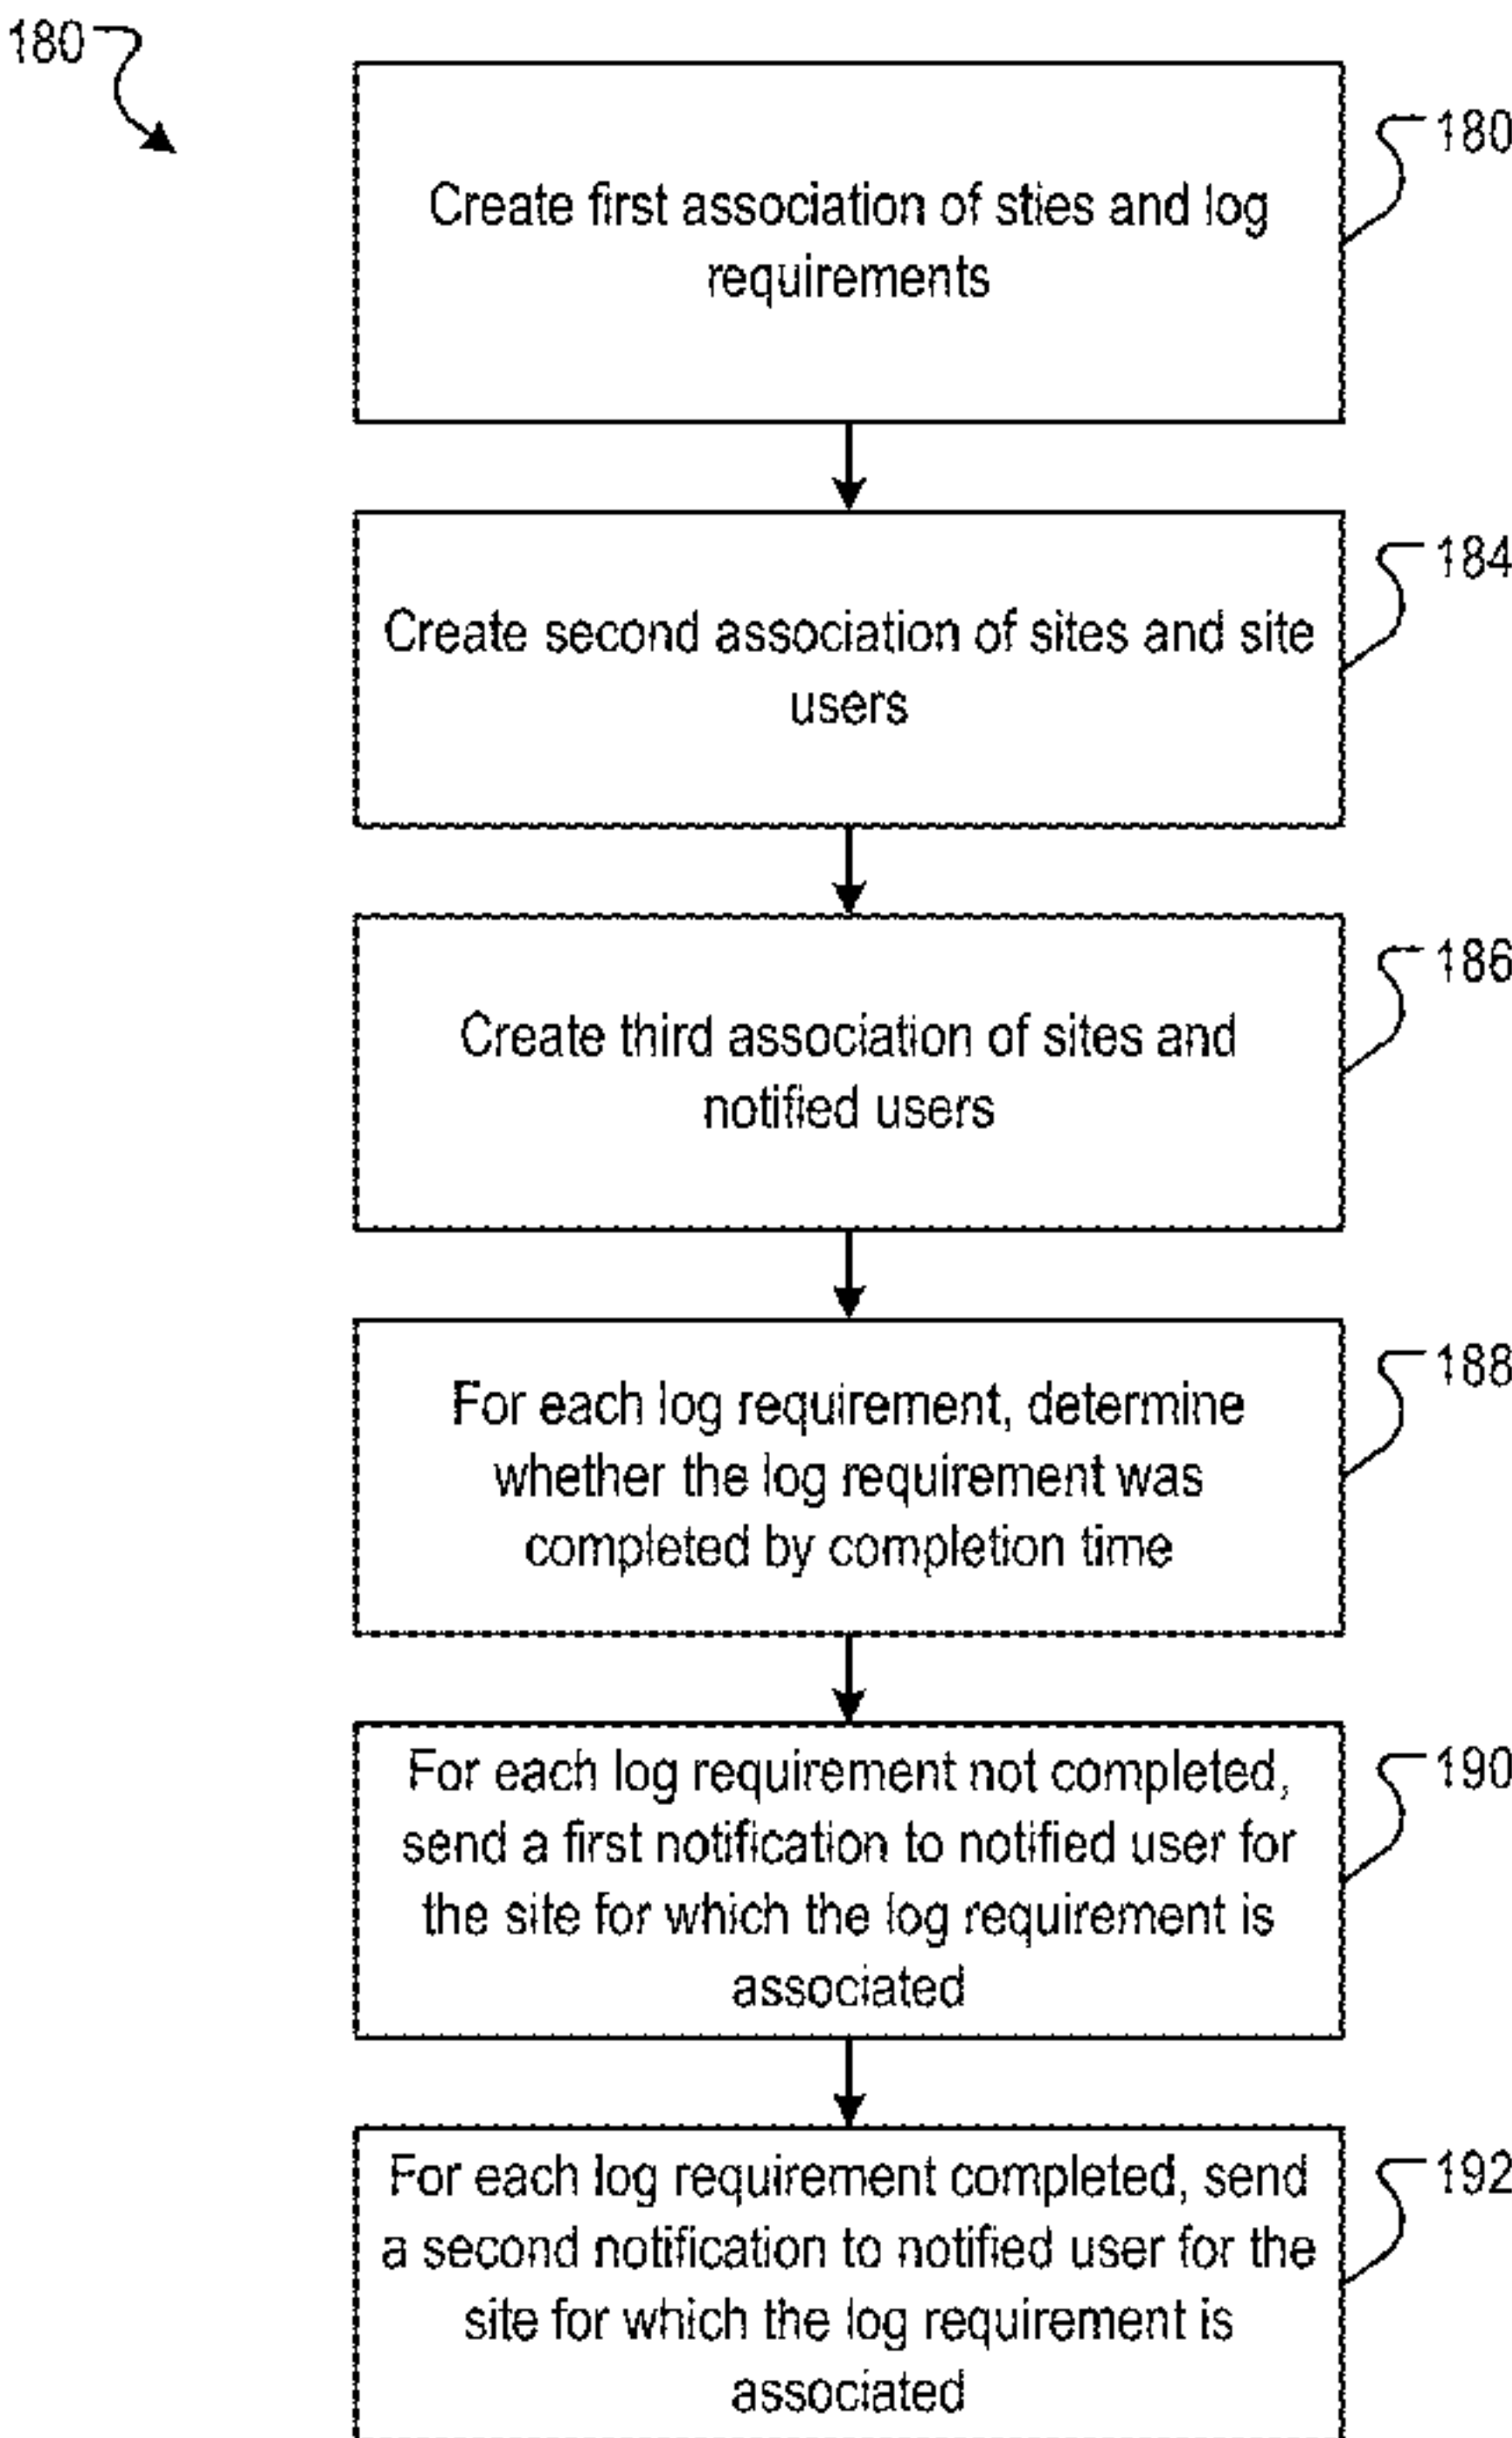 180
Create first association of sties and log
requirements
180
Create second association of sites and site
users
184
Create third association of sites and
notified users
186
For each log requirement, determine
whether the log requirement was
completed by completion time
188
For each log requirement not completed,
send a first notification to notified user for
the site for which the log requirement is
associated
190
For each log requirement completed, send
a second notification to notified user for the
site for which the log requirement is
associated
192